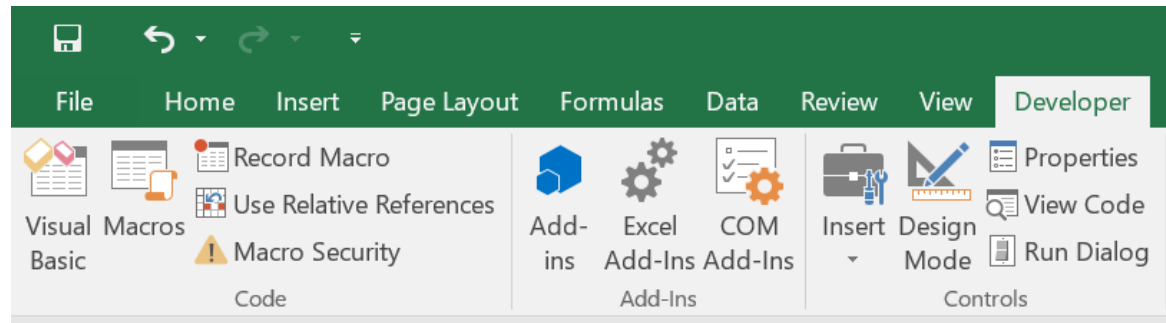 File Home Insert Page Layout Formulas Data Review View Developer
Visual Basic
Macros
Record Macro
Use Relative References
Macro Security
Code
Add-
ins
Excel
Add-Ins
COM
Add-Ins
Add-Ins
Insert
Design
Mode
Properties
View Code
Run Dialog
Controls